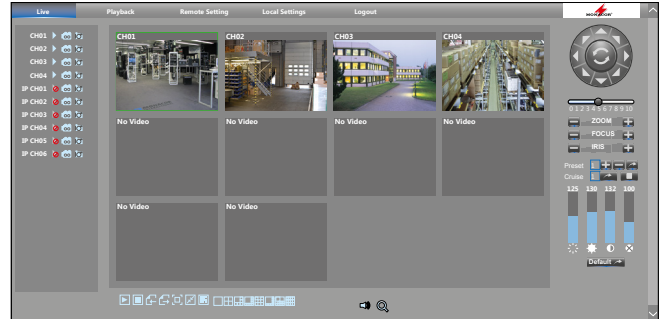 Live Playback Remote Setting Local Settings Logout
MONACOR
CH01
CH02
CH03
CH04
IP CH01
IP CH02
IP CH03
IP CH04
IP CH05
IP CH06
CH01 CH02 CH03 CH04
No Video No Video No Video No Video
No Video No Video
0 1 2 3 4 5 6 7 8 9 10
ZOOM
FOCUS
IRIS
Preset 1
Cruise 1
125 130 132 100
Default